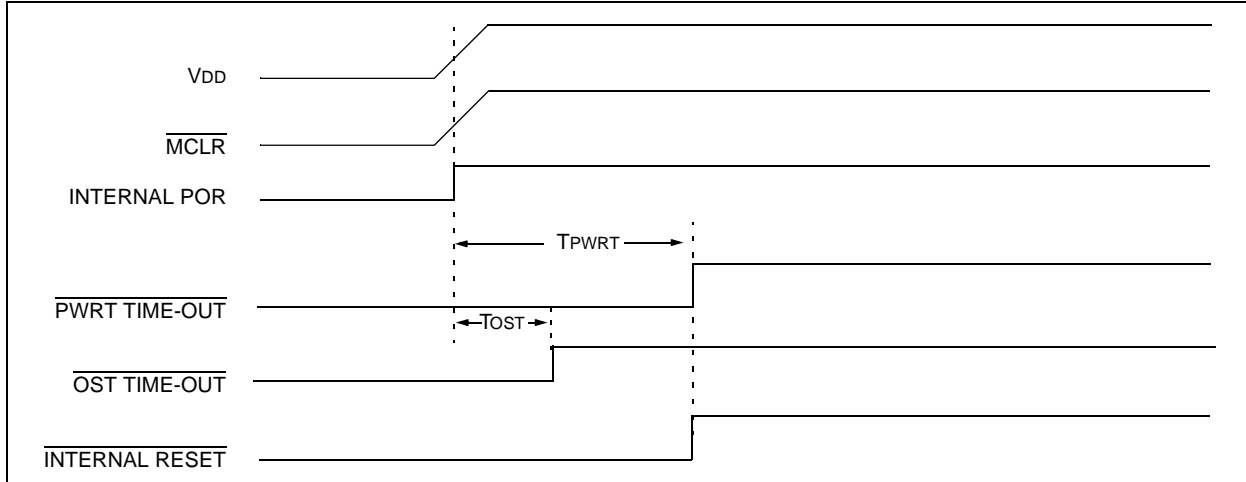 VDD
MCLR
INTERNAL POR
TPWRT
PWRT TIME-OUT
TOST
OST TIME-OUT
INTERNAL RESET